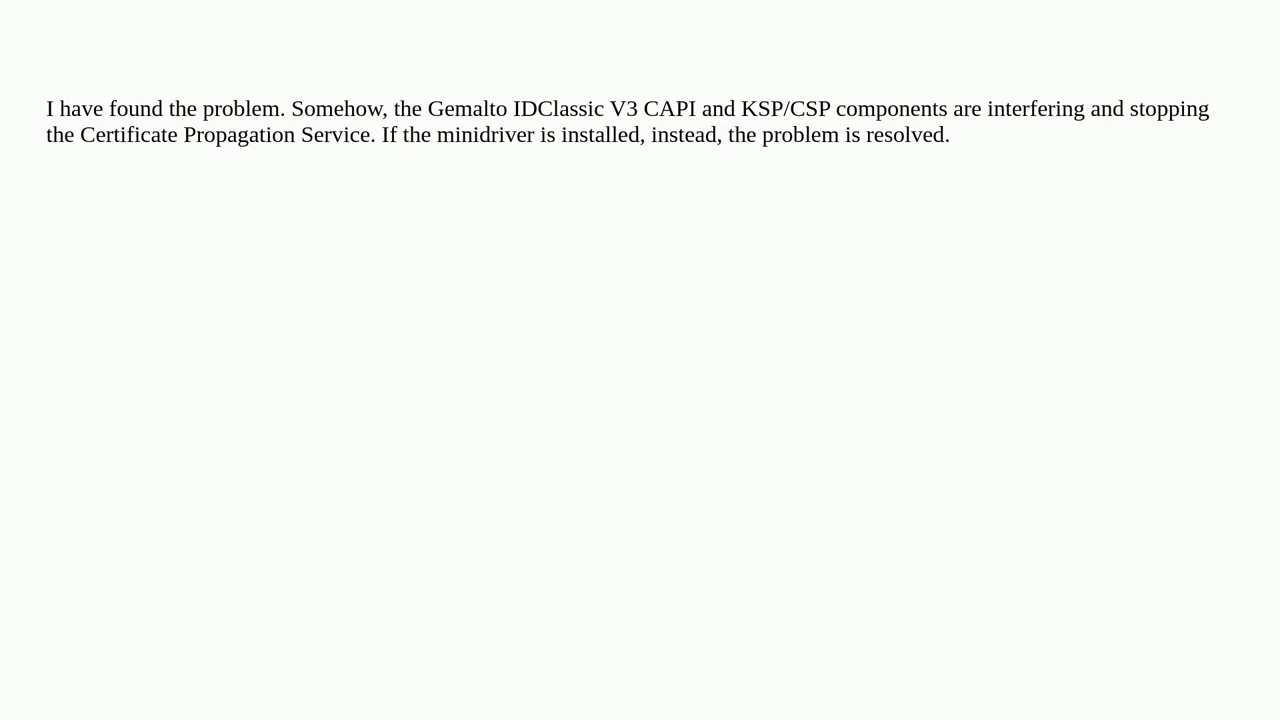 I have found the problem. Somehow, the Gemalto IDClassic V3 CAPI and KSP/CSP components are interfering and stopping
the Certificate Propagation Service. If the minidriver is installed, instead, the problem is resolved.